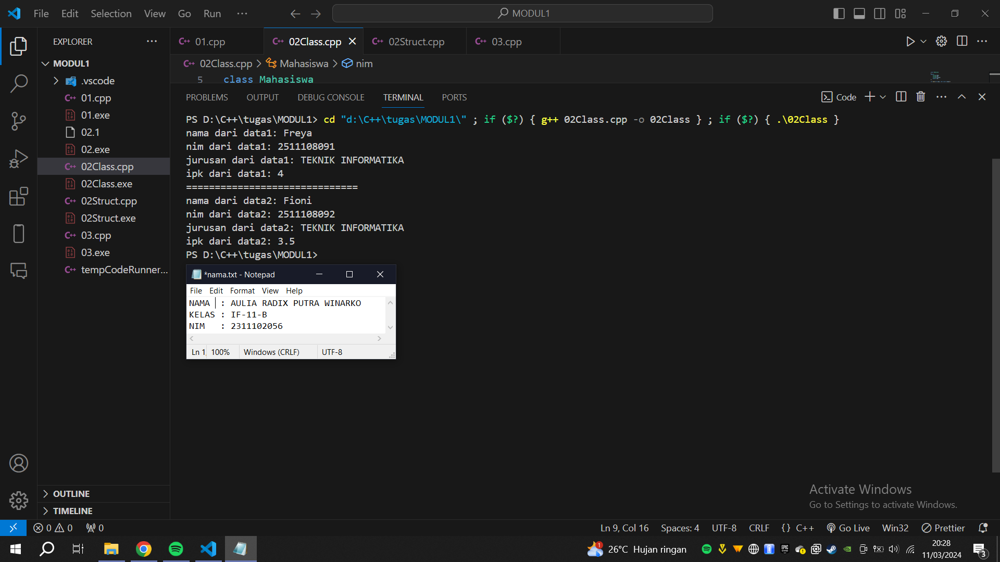 File Edit Selection View Go Run ···
MODUL1
EXPLORER ···
MODUL1
.vscode
01.cpp
01.exe
02.1
02.exe
02Class.cpp
02Class.exe
02Struct.cpp
02Struct.exe
03.cpp
03.exe
tempCodeRunner...
OUTLINE
TIMELINE
01.cpp 02Class.cpp 02Struct.cpp 03.cpp
02Class.cpp > Mahasiswa > nim
5 class Mahasiswa
PROBLEMS OUTPUT DEBUG CONSOLE TERMINAL PORTS
Code
PS D:\C++\tugas\MODUL1> cd "d:\C++\tugas\MODUL1\" ; if ($?) { g++ 02Class.cpp -o 02Class } ; if ($?) { .\02Class }
nama dari data1: Freya
nim dari data1: 2511108091
jurusan dari data1: TEKNIK INFORMATIKA
ipk dari data1: 4
==============================
nama dari data2: Fioni
nim dari data2: 2511108092
jurusan dari data2: TEKNIK INFORMATIKA
ipk dari data2: 3.5
PS D:\C++\tugas\MODUL1>
*nama.txt - Notepad
File Edit Format View Help
NAMA : AULIA RADIX PUTRA WINARKO
KELAS : IF-11-B
NIM : 2311102056
Ln 1 100% Windows (CRLF) UTF-8
Activate Windows
Go to Settings to activate Windows.
0 0 0 Ln 9, Col 16 Spaces: 4 UTF-8 CRLF {} C++ Go Live Win32 Prettier
1 26°C Hujan ringan
20:28
11/03/2024
3